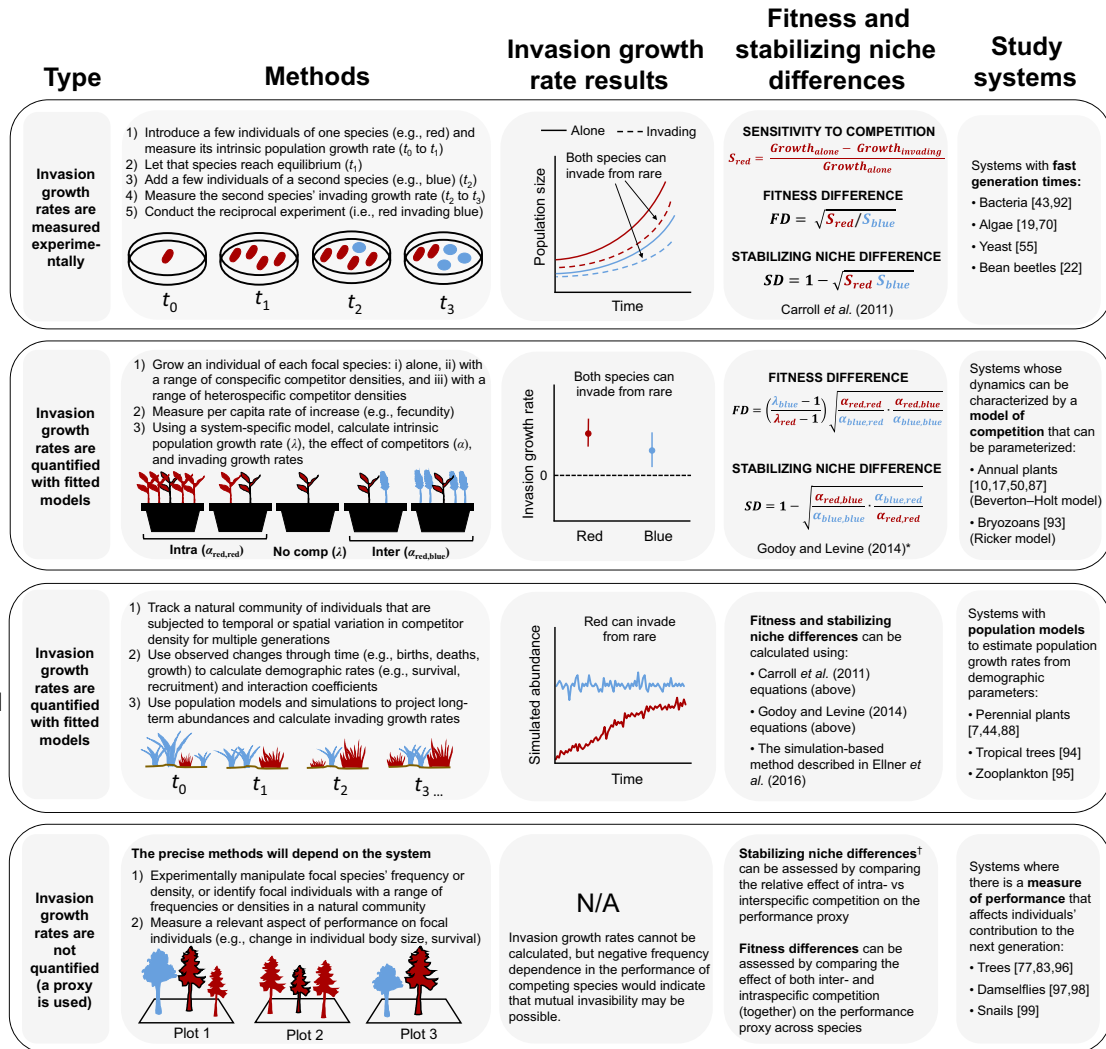 Type
Methods
Invasion growth
rate results
Fitness and
stabilizing niche
differences
Study
systems
Invasion
growth
rates are
measured
experime-
ntally
1) Introduce a few individuals of one species (e.g., red) and
measure its intrinsic population growth rate (t0 to t1)
2) Let that species reach equilibrium (t1)
3) Add a few individuals of a second species (e.g., blue) (t2)
4) Measure the second species' invading growth rate (t2 to t3)
5) Conduct the reciprocal experiment (i.e., red invading blue)
t0 t1 t2 t3
Alone Invading
Both species can
invade from rare
Population size
Time
SENSITIVITY TO COMPETITION
S_red = (Growth_alone − Growth_invading) / Growth_alone
FITNESS DIFFERENCE
FD = √(S_red/S_blue)
STABILIZING NICHE DIFFERENCE
SD = 1 − √(S_red S_blue)
Carroll et al. (2011)
Systems with fast
generation times:
• Bacteria [43,92]
• Algae [19,70]
• Yeast [55]
• Bean beetles [22]
Invasion
growth
rates are
quantified
with fitted
models
1) Grow an individual of each focal species: i) alone, ii) with
a range of conspecific competitor densities, and iii) with a
range of heterospecific competitor densities
2) Measure per capita rate of increase (e.g., fecundity)
3) Using a system-specific model, calculate intrinsic
population growth rate (λ), the effect of competitors (α),
and invading growth rates
Intra (α_red,red) No comp (λ) Inter (α_red,blue)
Both species can
invade from rare
Invasion growth rate
0
Red Blue
FITNESS DIFFERENCE
FD = ((λ_blue − 1)/(λ_red − 1)) √(α_red,red/α_blue,red · α_red,blue/α_blue,blue)
STABILIZING NICHE DIFFERENCE
SD = 1 − √(α_red,blue/α_blue,blue · α_blue,red/α_red,red)
Godoy and Levine (2014)*
Systems whose
dynamics can be
characterized by a
model of
competition that can
be parameterized:
• Annual plants
[10,17,50,87]
(Beverton–Holt model)
• Bryozoans [93]
(Ricker model)
Invasion
growth
rates are
quantified
with fitted
models
1) Track a natural community of individuals that are
subjected to temporal or spatial variation in competitor
density for multiple generations
2) Use observed changes through time (e.g., births, deaths,
growth) to calculate demographic rates (e.g., survival,
recruitment) and interaction coefficients
3) Use population models and simulations to project long-
term abundances and calculate invading growth rates
t0 t1 t2 t3 ...
Red can invade
from rare
Simulated abundance
Time
Fitness and stabilizing
niche differences can be
calculated using:
• Carroll et al. (2011)
equations (above)
• Godoy and Levine (2014)
equations (above)
• The simulation-based
method described in Ellner et
al. (2016)
Systems with
population models
to estimate population
growth rates from
demographic
parameters:
• Perennial plants
[7,44,88]
• Tropical trees [94]
• Zooplankton [95]
Invasion
growth
rates are
not
quantified
(a proxy
is used)
The precise methods will depend on the system
1) Experimentally manipulate focal species' frequency or
density, or identify focal individuals with a range of
frequencies or densities in a natural community
2) Measure a relevant aspect of performance on focal
individuals (e.g., change in individual body size, survival)
Plot 1 Plot 2 Plot 3
N/A
Invasion growth rates cannot be
calculated, but negative frequency
dependence in the performance of
competing species would indicate
that mutual invasibility may be
possible.
Stabilizing niche differences†
can be assessed by comparing
the relative effect of intra- vs
interspecific competition on the
performance proxy
Fitness differences can be
assessed by comparing the
effect of both inter- and
intraspecific competition
(together) on the performance
proxy across species
Systems where
there is a measure
of performance that
affects individuals'
contribution to the
next generation:
• Trees [77,83,96]
• Damselflies [97,98]
• Snails [99]